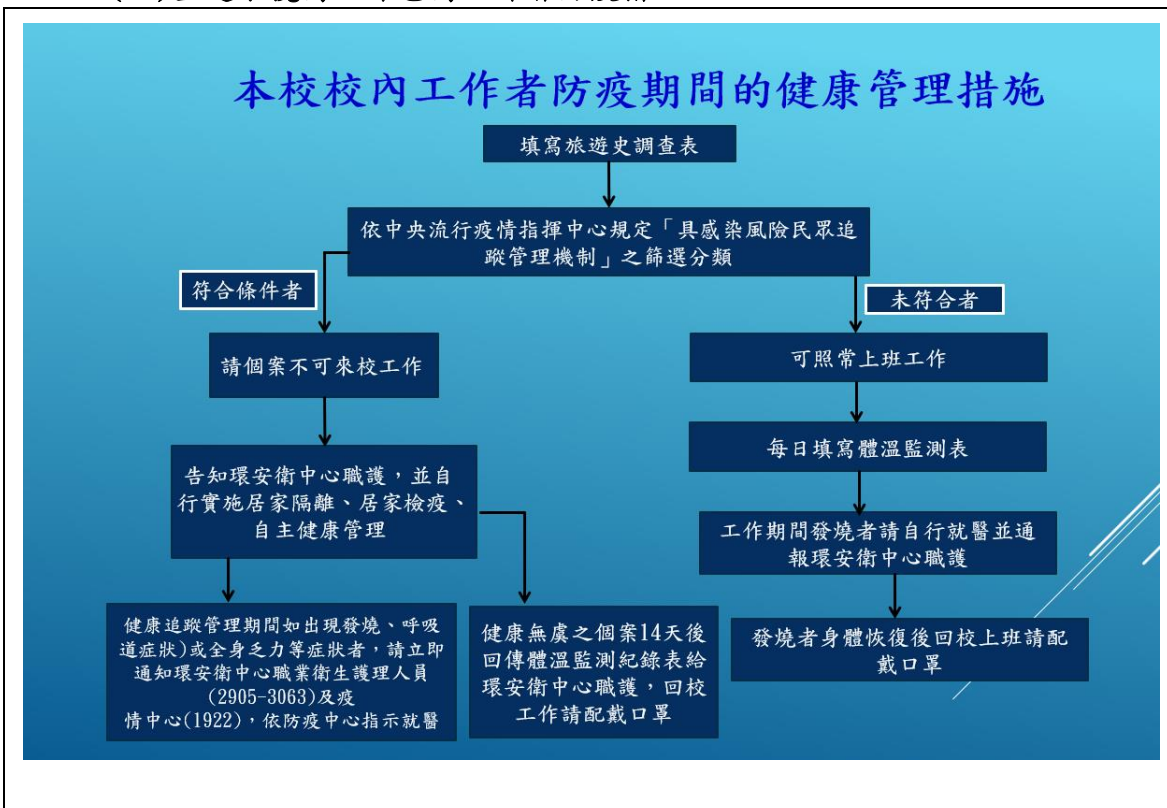 本校校內工作者防疫期間的健康管理措施
填寫旅遊史調查表
依中央流行疫情指揮中心規定「具感染風險民眾追
蹤管理機制」之篩選分類
符合條件者
未符合者
請個案不可來校工作
可照常上班工作
每日填寫體溫監測表
告知環安衛中心職護，並自
行實施居家隔離、居家檢疫、
自主健康管理
工作期間發燒者請自行就醫並通
報環安衛中心職護
健康追蹤管理期間如出現發燒、呼吸
道症狀)或全身乏力等症狀者，請立即
通知環安衛中心職業衛生護理人員
(2905-3063)及疫
情中心(1922)，依防疫中心指示就醫
健康無虞之個案14天後
回傳體溫監測紀錄表給
環安衛中心職護，回校
工作請配戴口罩
發燒者身體恢復後回校上班請配
戴口罩